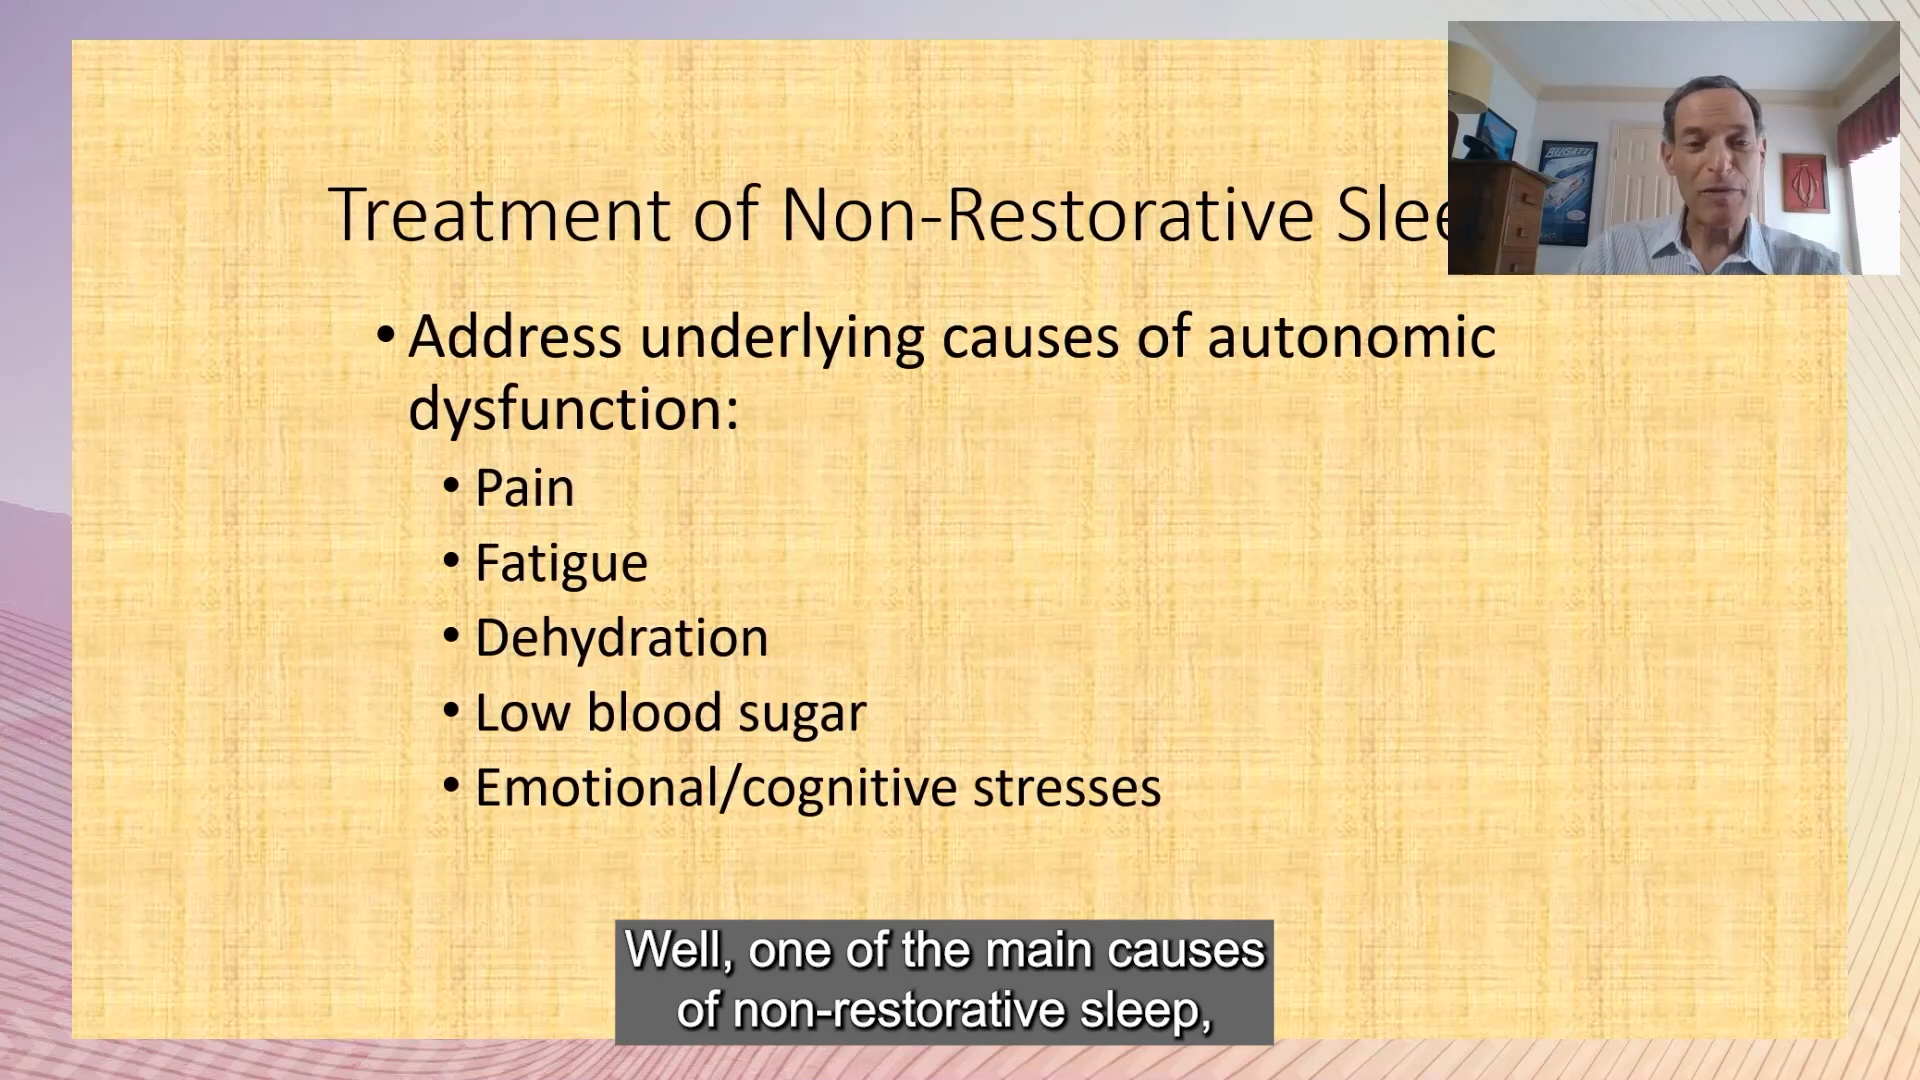 BUGATTI
Treatment of Non-Restorative Slee
• Address underlying causes of autonomic
dysfunction:
• Pain
• Fatigue
• Dehydration
• Low blood sugar
• Emotional/cognitive stresses
Well, one of the main causes
of non-restorative sleep,